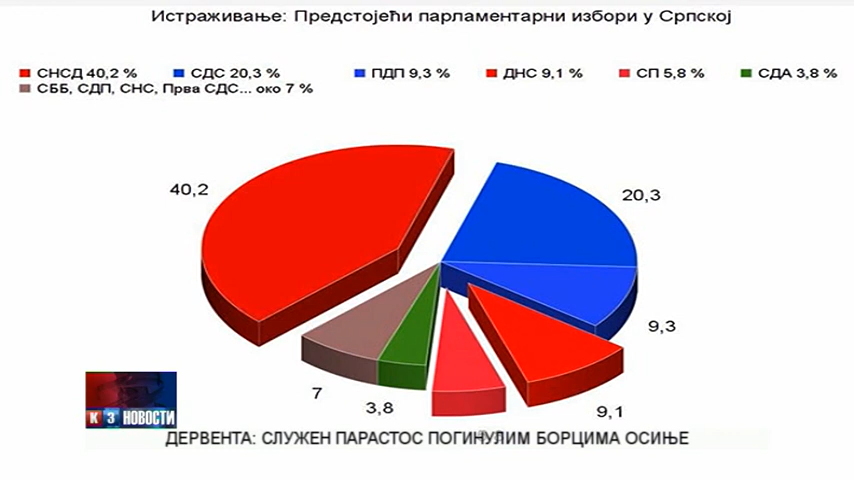 Истраживање: Предстојећи парламентарни избори у Српској
СНСД 40,2 % СДС 20,3 % ПДП 9,3 % ДНС 9,1 % СП 5,8 % СДА 3,8 %
СББ, СДП, СНС, Прва СДС... око 7 %
40,2
20,3
9,3
7
3,8
9,1
К 3 НОВОСТИ
ДЕРВЕНТА: СЛУЖЕН ПАРАСТОС ПОГИНУЛИМ БОРЦИМА ОСИЊЕ